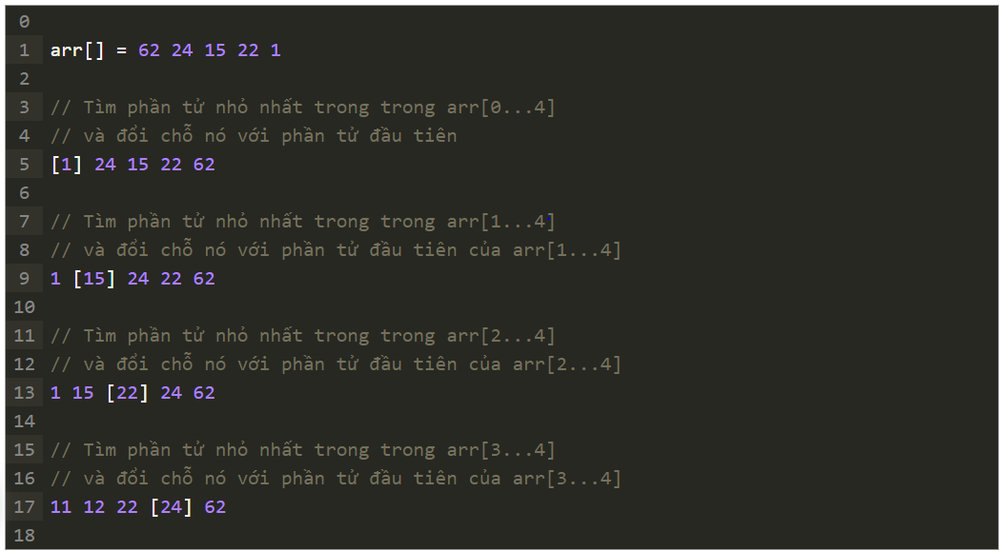 0
1 arr[] = 62 24 15 22 1
2
3 // Tìm phần tử nhỏ nhất trong trong arr[0...4]
4 // và đổi chỗ nó với phần tử đầu tiên
5 [1] 24 15 22 62
6
7 // Tìm phần tử nhỏ nhất trong trong arr[1...4]
8 // và đổi chỗ nó với phần tử đầu tiên của arr[1...4]
9 1 [15] 24 22 62
10
11 // Tìm phần tử nhỏ nhất trong trong arr[2...4]
12 // và đổi chỗ nó với phần tử đầu tiên của arr[2...4]
13 1 15 [22] 24 62
14
15 // Tìm phần tử nhỏ nhất trong trong arr[3...4]
16 // và đổi chỗ nó với phần tử đầu tiên của arr[3...4]
17 11 12 22 [24] 62
18